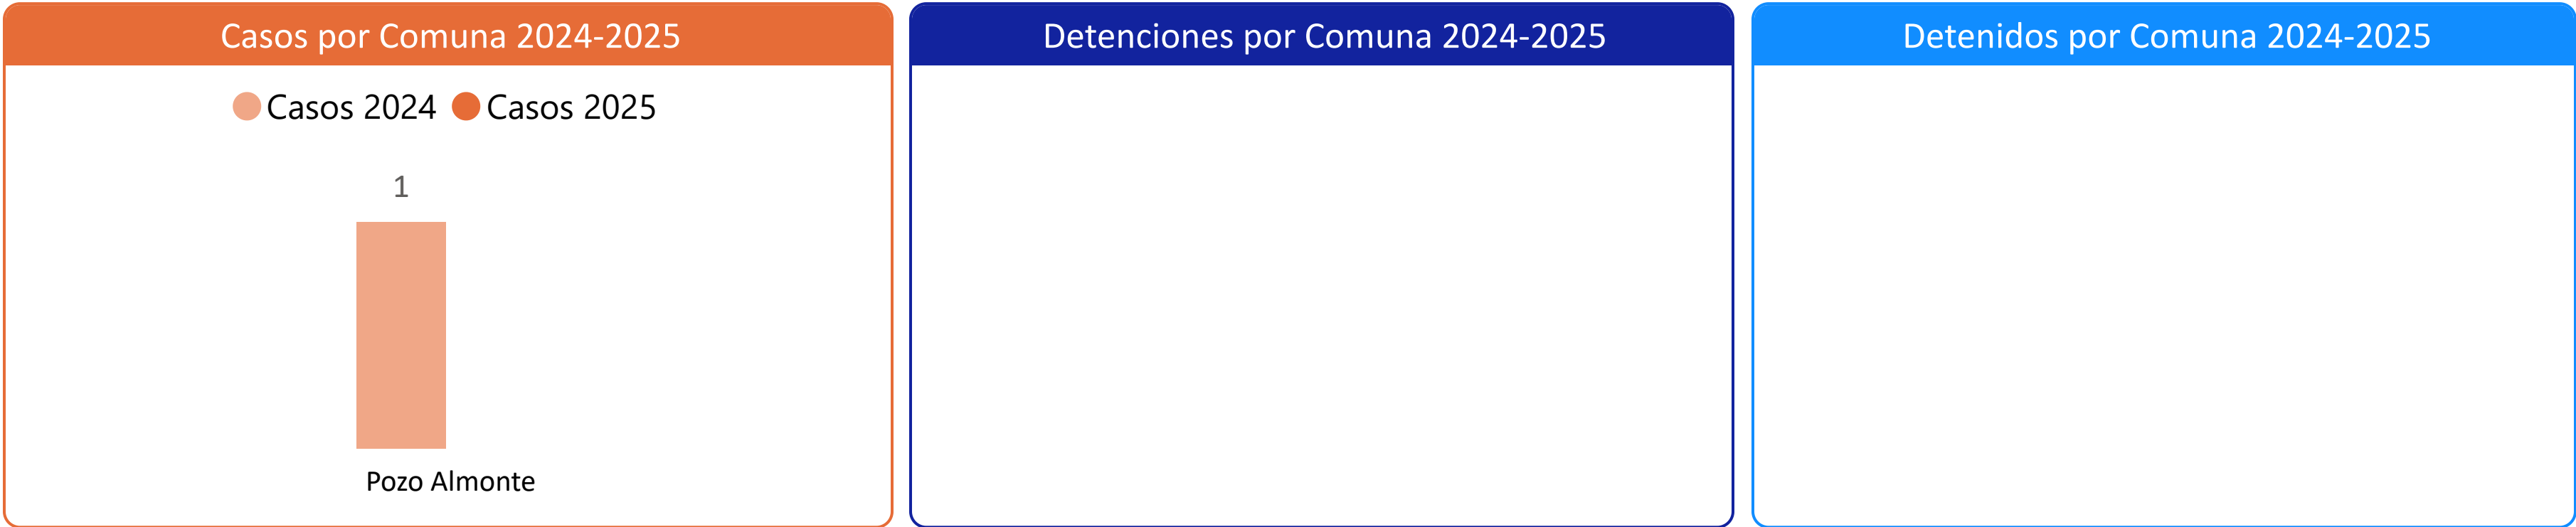 Casos por Comuna 2024-2025
Casos 2024 Casos 2025
1
Pozo Almonte
Detenciones por Comuna 2024-2025
Detenidos por Comuna 2024-2025